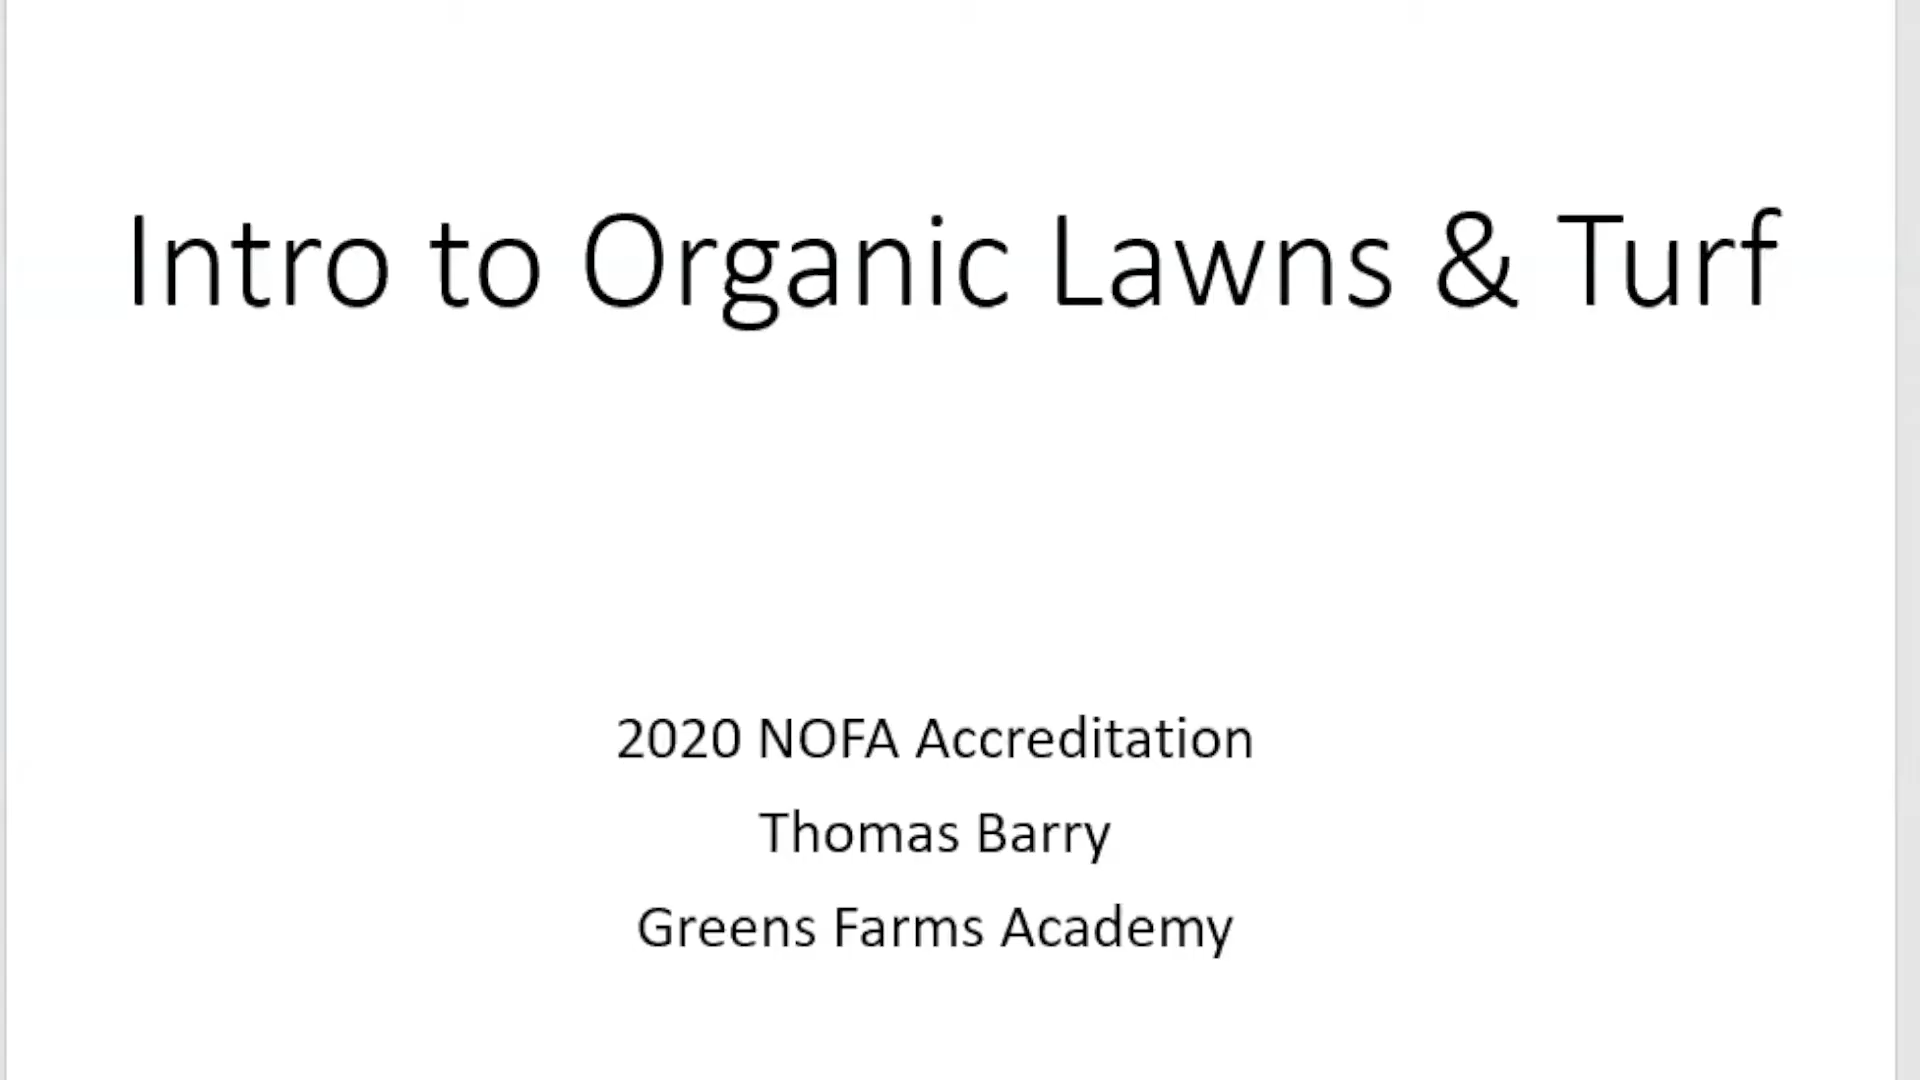 Intro to Organic Lawns & Turf
2020 NOFA Accreditation
Thomas Barry
Greens Farms Academy